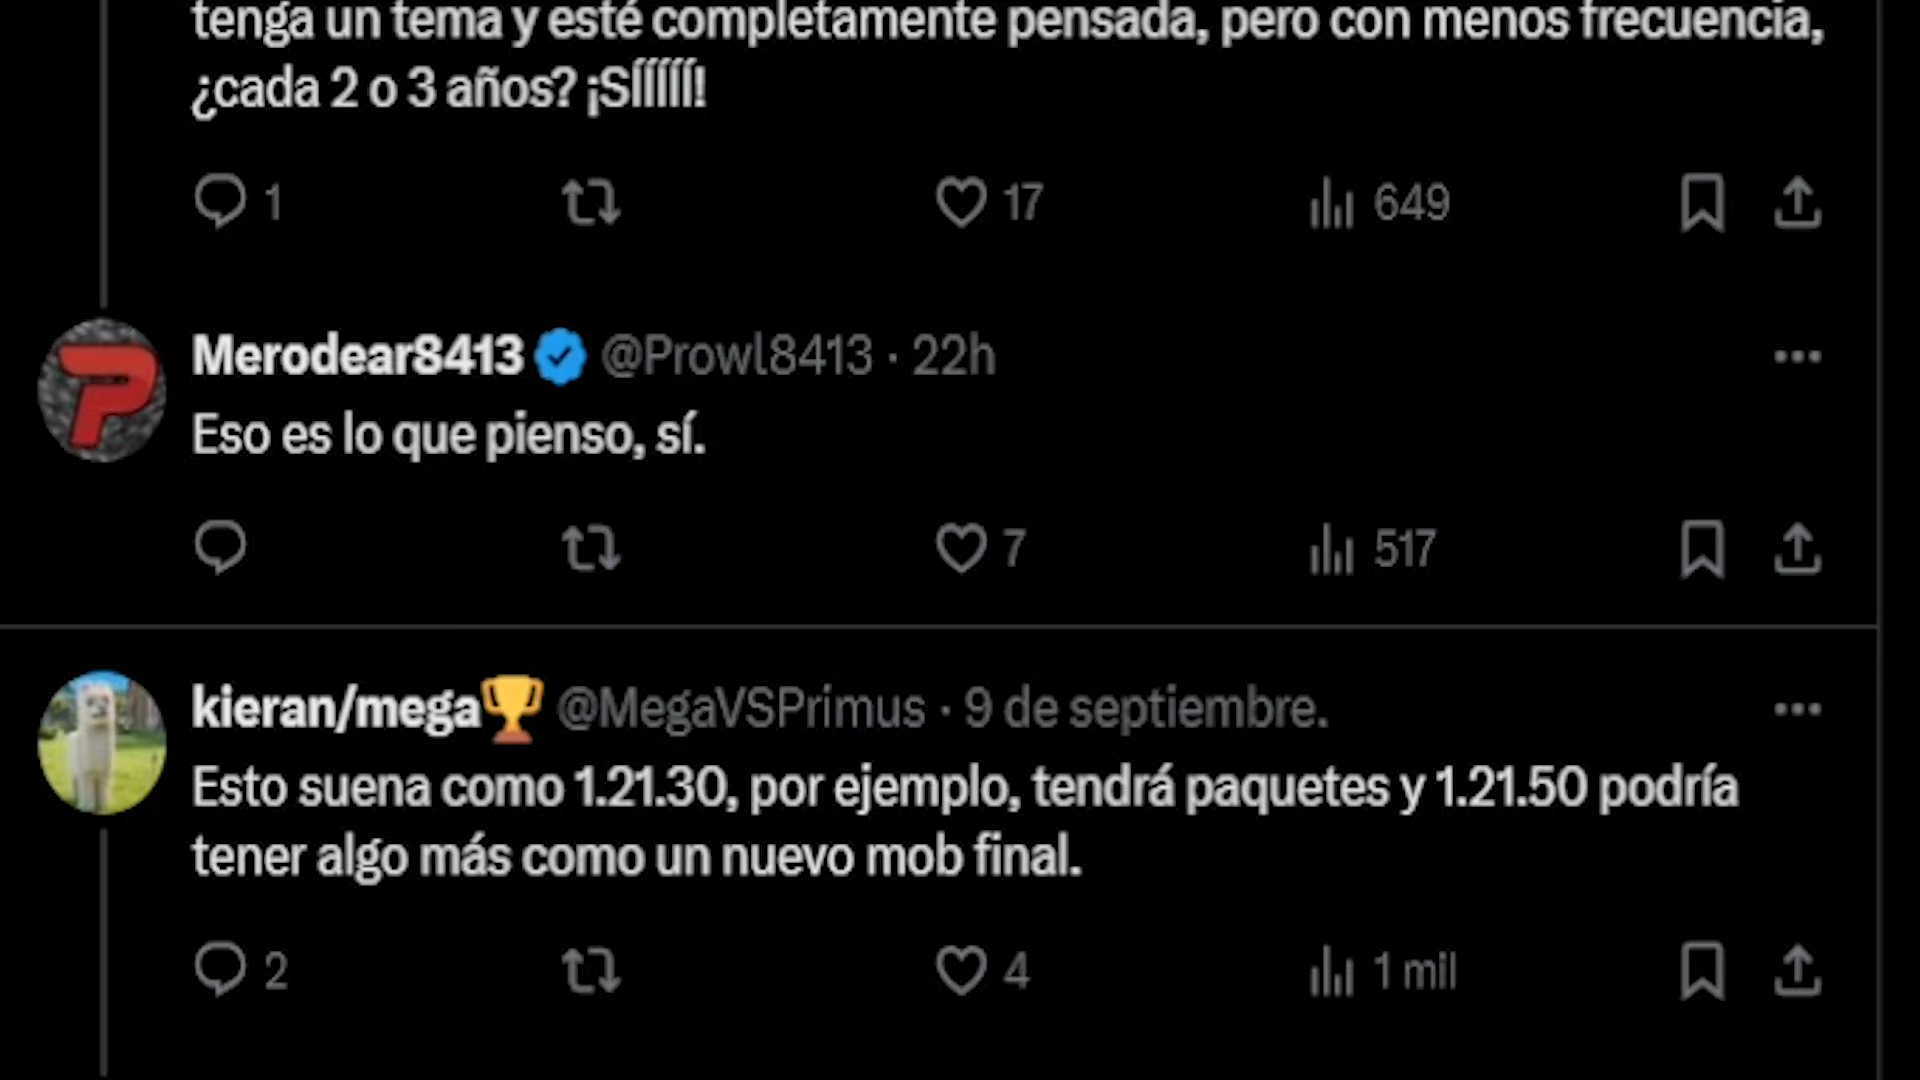 tenga un tema y esté completamente pensada, pero con menos frecuencia,
¿cada 2 o 3 años? ¡SÍÍÍÍÍ!
1 17 649
Merodear8413 @Prowl8413 · 22h
Eso es lo que pienso, sí.
7 517
kieran/mega🏆 @MegaVSPrimus · 9 de septiembre.
Esto suena como 1.21.30, por ejemplo, tendrá paquetes y 1.21.50 podría
tener algo más como un nuevo mob final.
2 4 1 mil